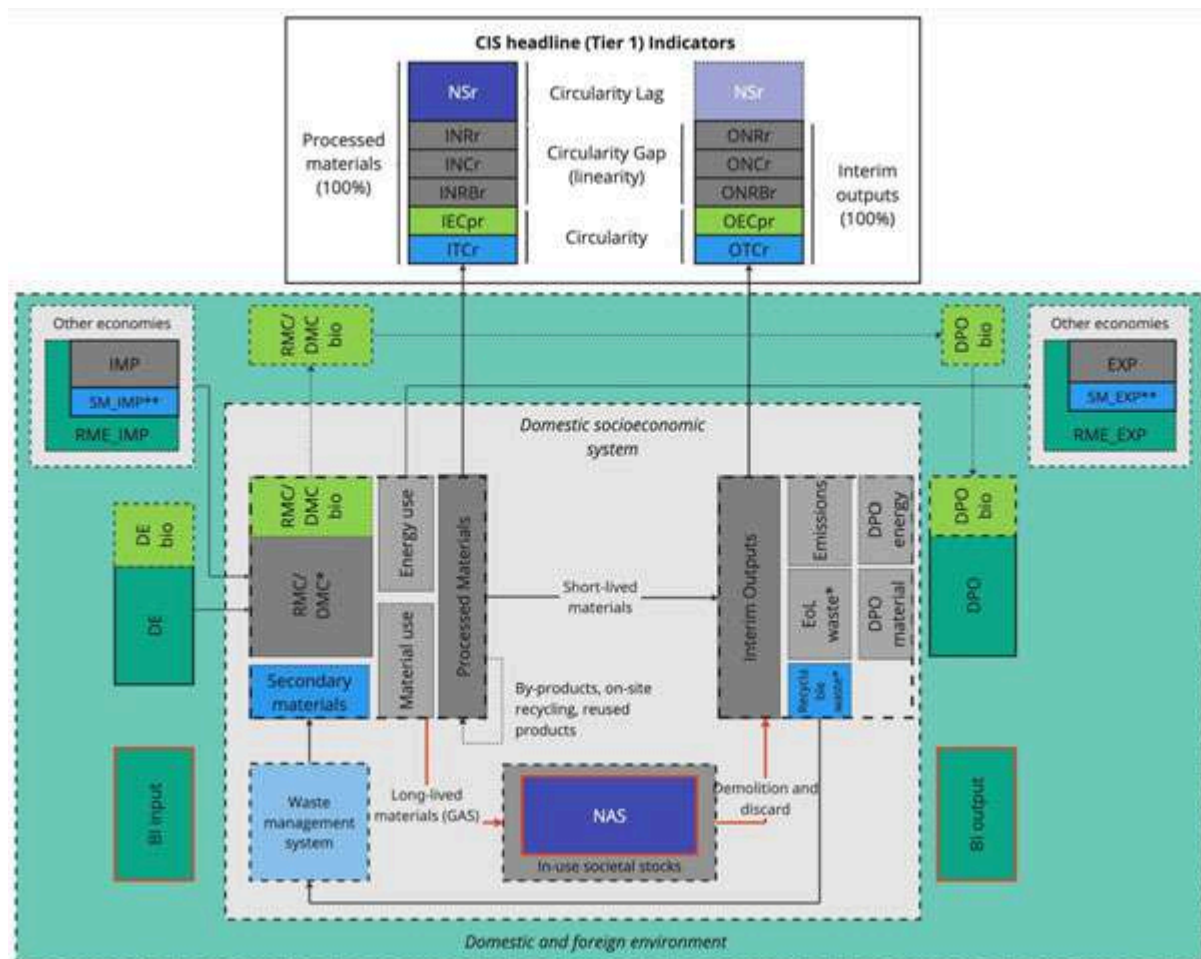 CIS headline (Tier 1) Indicators
NSr
Circularity Lag
NSr
Processed
materials
(100%)
INRr
INCr
INRBr
Circularity Gap
(linearity)
ONRr
ONCr
ONRBr
Interim
outputs
(100%)
IECpr
ITCr
Circularity
OECpr
OTCr
Other economies
IMP
SM_IMP**
RME_IMP
RMC/
DMC
bio
DPO
bio
Other economies
EXP
SM_EXP**
RME_EXP
Domestic socioeconomic
system
DE
bio
DE
RMC/
DMC
bio
RMC/
DMC*
Secondary
materials
Energy use
Material use
Processed Materials
Short-lived
materials
By-products, on-site
recycling, reused
products
Interim Outputs
Emissions
EoL
waste*
Recycla
ble
waste*
DPO
energy
DPO
material
DPO
bio
DPO
BI input
Waste
management
system
Long-lived
materials (GAS)
NAS
In-use societal stocks
Demolition and
discard
BI output
Domestic and foreign environment